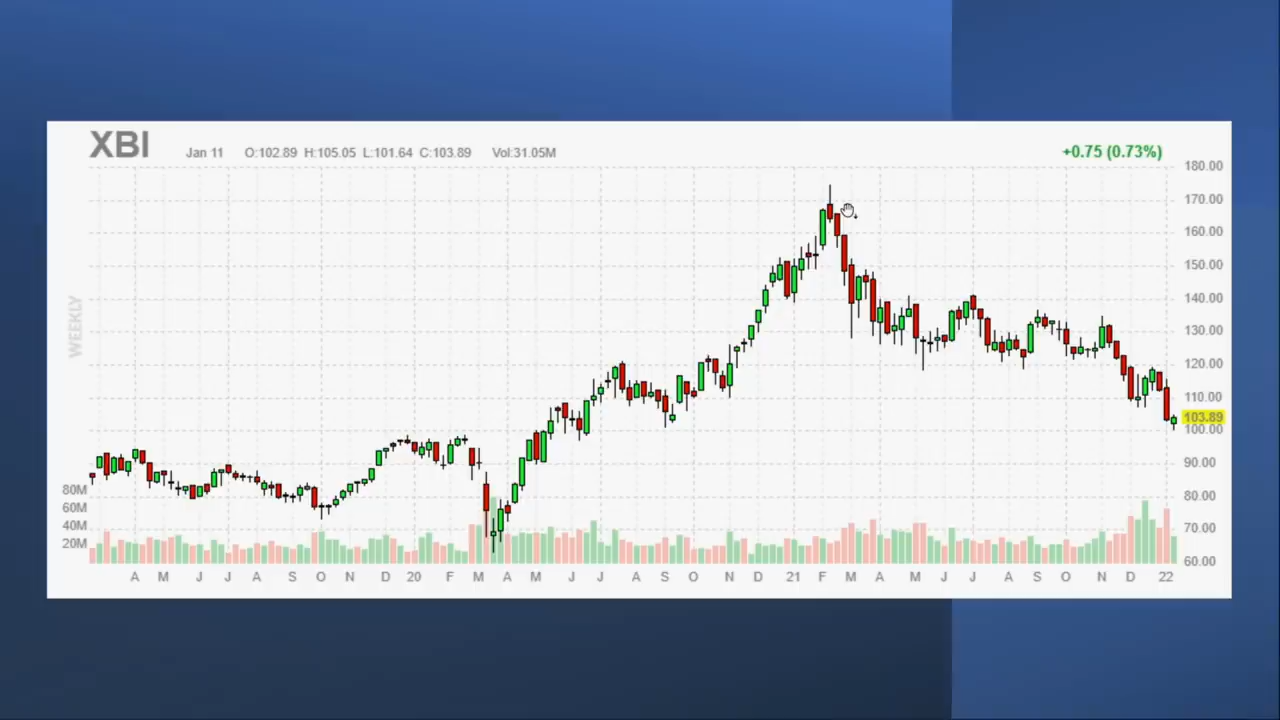 XBI Jan 11 O:102.89 H:105.05 L:101.64 C:103.89 Vol:31.05M +0.75 (0.73%)
180.00
170.00
160.00
150.00
140.00
130.00
120.00
110.00
103.89
100.00
90.00
80.00
70.00
60.00
WEEKLY
80M
60M
40M
20M
A M J J A S O N D 20 F M A M J J A S O N D 21 F M A M J J A S O N D 22